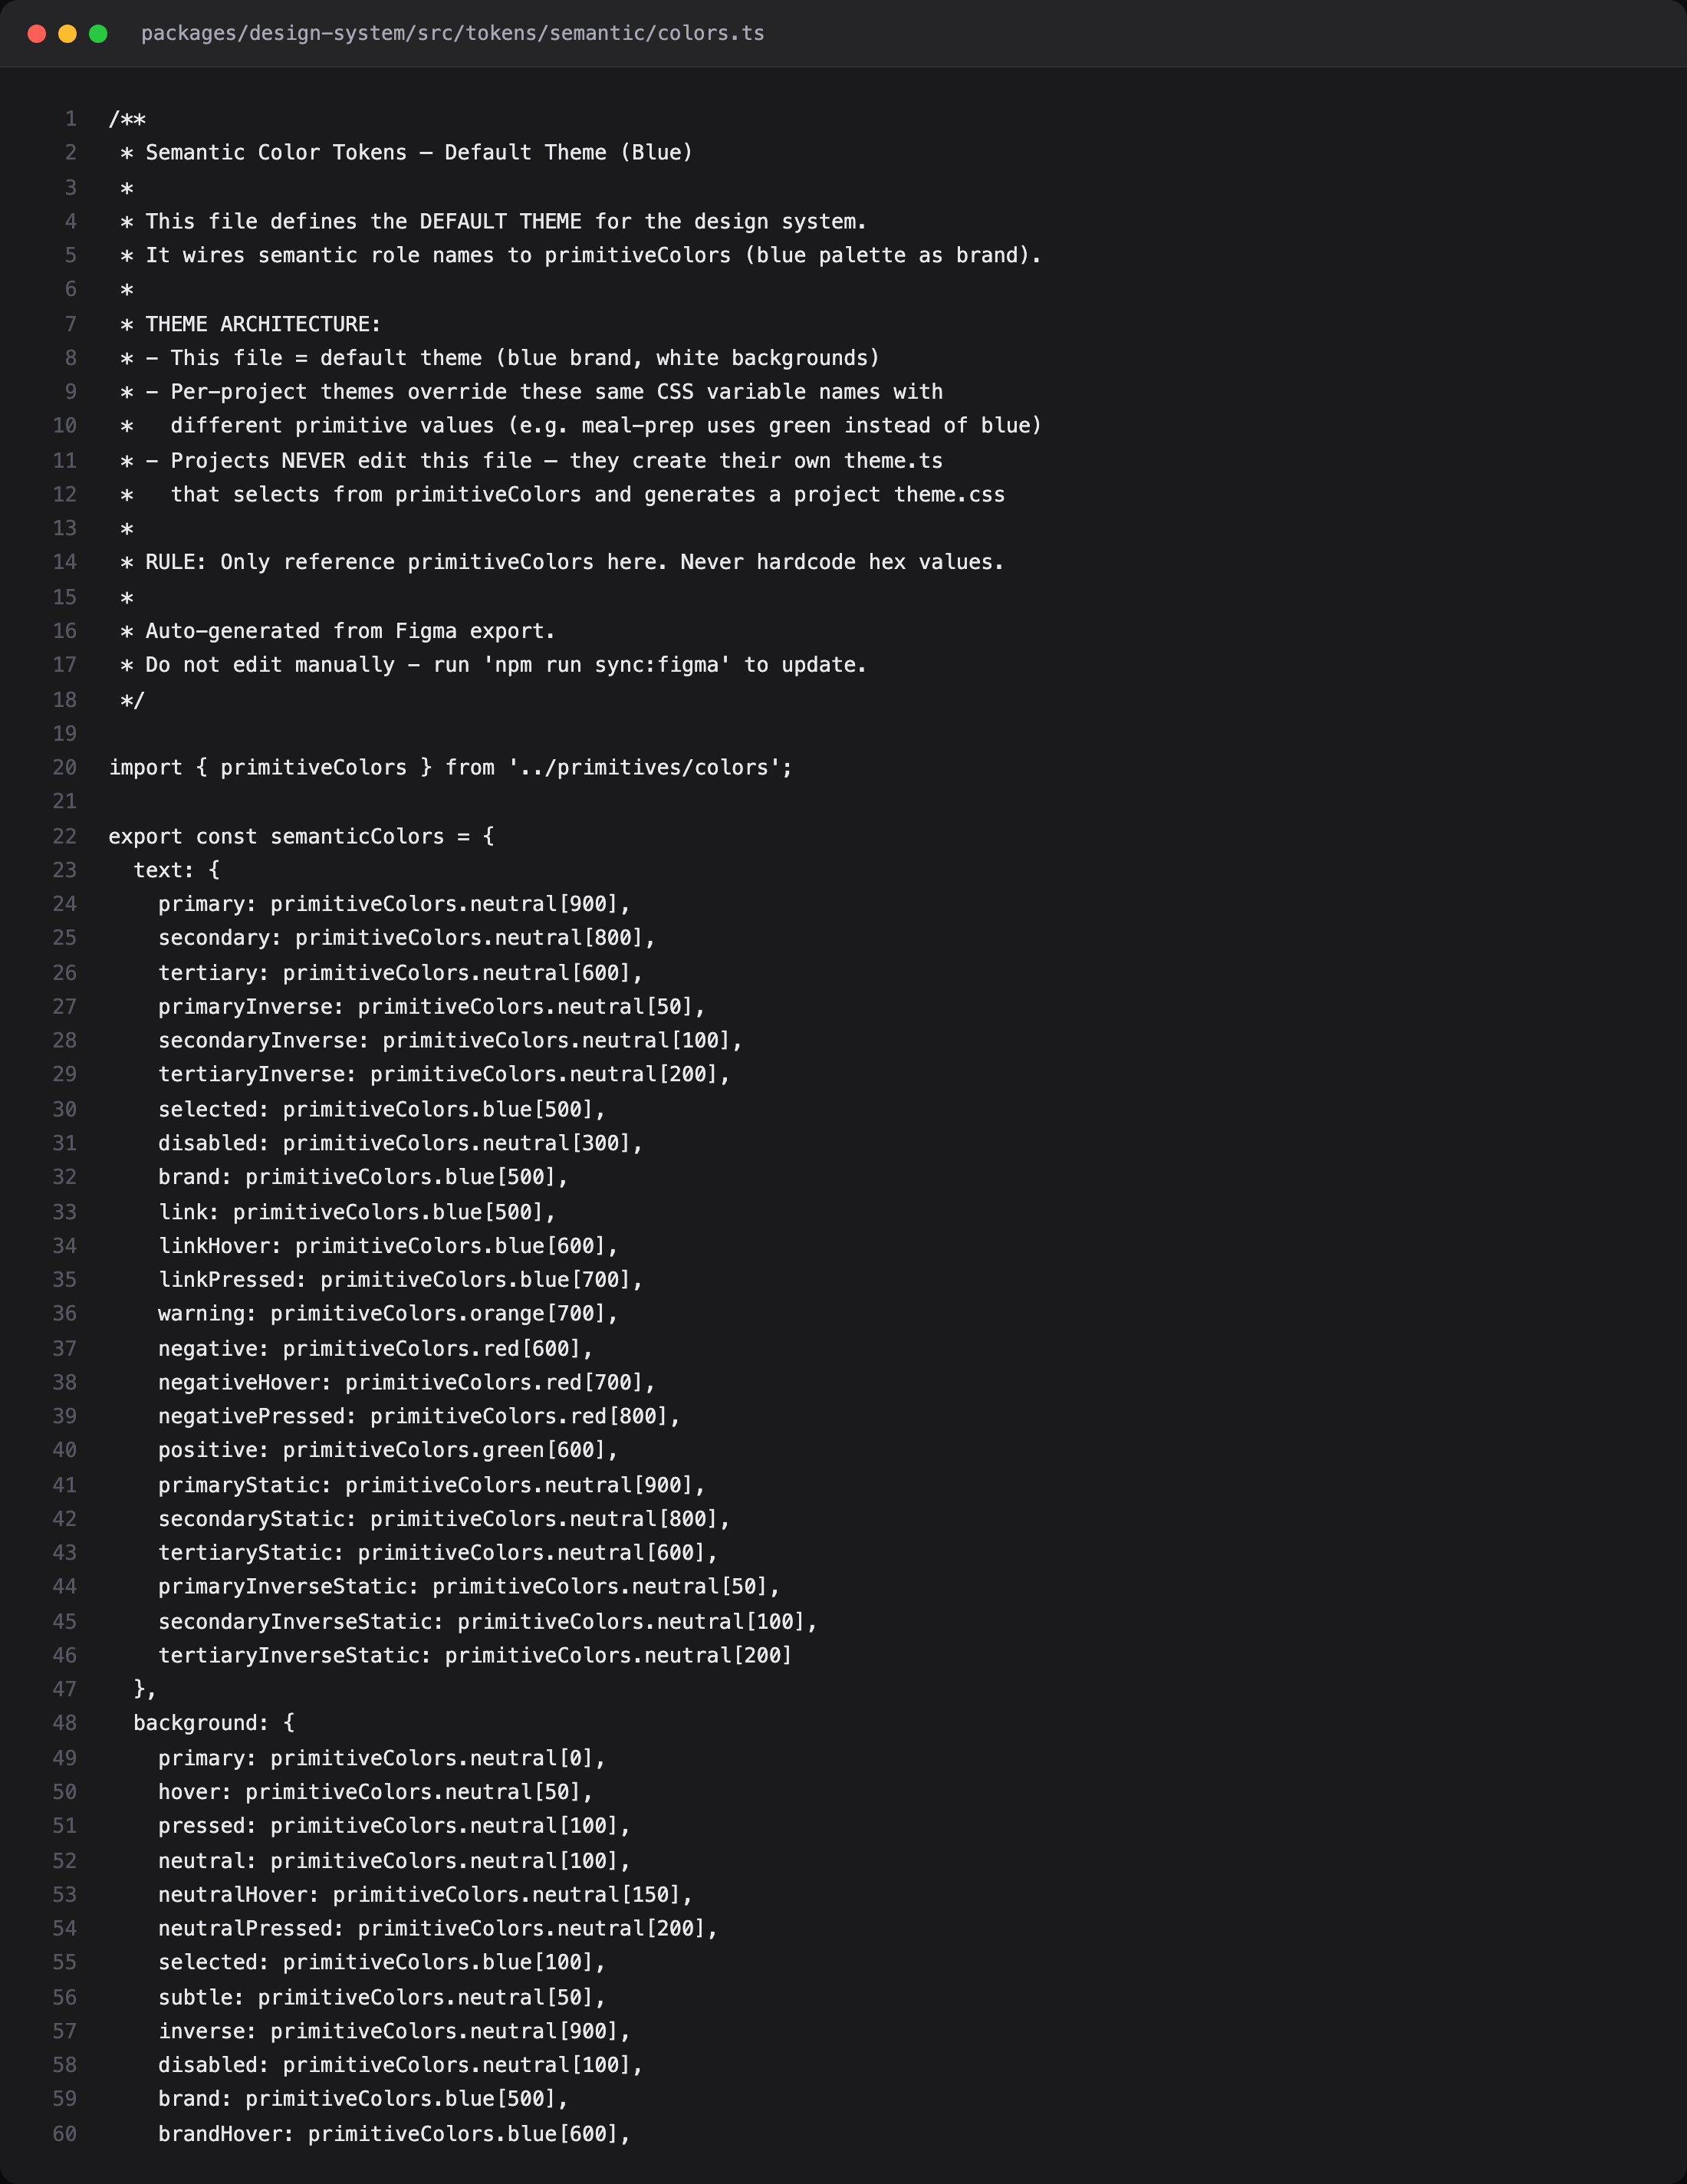 packages/design-system/src/tokens/semantic/colors.ts
1 /**
2  * Semantic Color Tokens — Default Theme (Blue)
3  *
4  * This file defines the DEFAULT THEME for the design system.
5  * It wires semantic role names to primitiveColors (blue palette as brand).
6  *
7  * THEME ARCHITECTURE:
8  * - This file = default theme (blue brand, white backgrounds)
9  * - Per-project themes override these same CSS variable names with
10  *   different primitive values (e.g. meal-prep uses green instead of blue)
11  * - Projects NEVER edit this file — they create their own theme.ts
12  *   that selects from primitiveColors and generates a project theme.css
13  *
14  * RULE: Only reference primitiveColors here. Never hardcode hex values.
15  *
16  * Auto-generated from Figma export.
17  * Do not edit manually - run 'npm run sync:figma' to update.
18  */
19
20 import { primitiveColors } from '../primitives/colors';
21
22 export const semanticColors = {
23   text: {
24     primary: primitiveColors.neutral[900],
25     secondary: primitiveColors.neutral[800],
26     tertiary: primitiveColors.neutral[600],
27     primaryInverse: primitiveColors.neutral[50],
28     secondaryInverse: primitiveColors.neutral[100],
29     tertiaryInverse: primitiveColors.neutral[200],
30     selected: primitiveColors.blue[500],
31     disabled: primitiveColors.neutral[300],
32     brand: primitiveColors.blue[500],
33     link: primitiveColors.blue[500],
34     linkHover: primitiveColors.blue[600],
35     linkPressed: primitiveColors.blue[700],
36     warning: primitiveColors.orange[700],
37     negative: primitiveColors.red[600],
38     negativeHover: primitiveColors.red[700],
39     negativePressed: primitiveColors.red[800],
40     positive: primitiveColors.green[600],
41     primaryStatic: primitiveColors.neutral[900],
42     secondaryStatic: primitiveColors.neutral[800],
43     tertiaryStatic: primitiveColors.neutral[600],
44     primaryInverseStatic: primitiveColors.neutral[50],
45     secondaryInverseStatic: primitiveColors.neutral[100],
46     tertiaryInverseStatic: primitiveColors.neutral[200]
47   },
48   background: {
49     primary: primitiveColors.neutral[0],
50     hover: primitiveColors.neutral[50],
51     pressed: primitiveColors.neutral[100],
52     neutral: primitiveColors.neutral[100],
53     neutralHover: primitiveColors.neutral[150],
54     neutralPressed: primitiveColors.neutral[200],
55     selected: primitiveColors.blue[100],
56     subtle: primitiveColors.neutral[50],
57     inverse: primitiveColors.neutral[900],
58     disabled: primitiveColors.neutral[100],
59     brand: primitiveColors.blue[500],
60     brandHover: primitiveColors.blue[600],